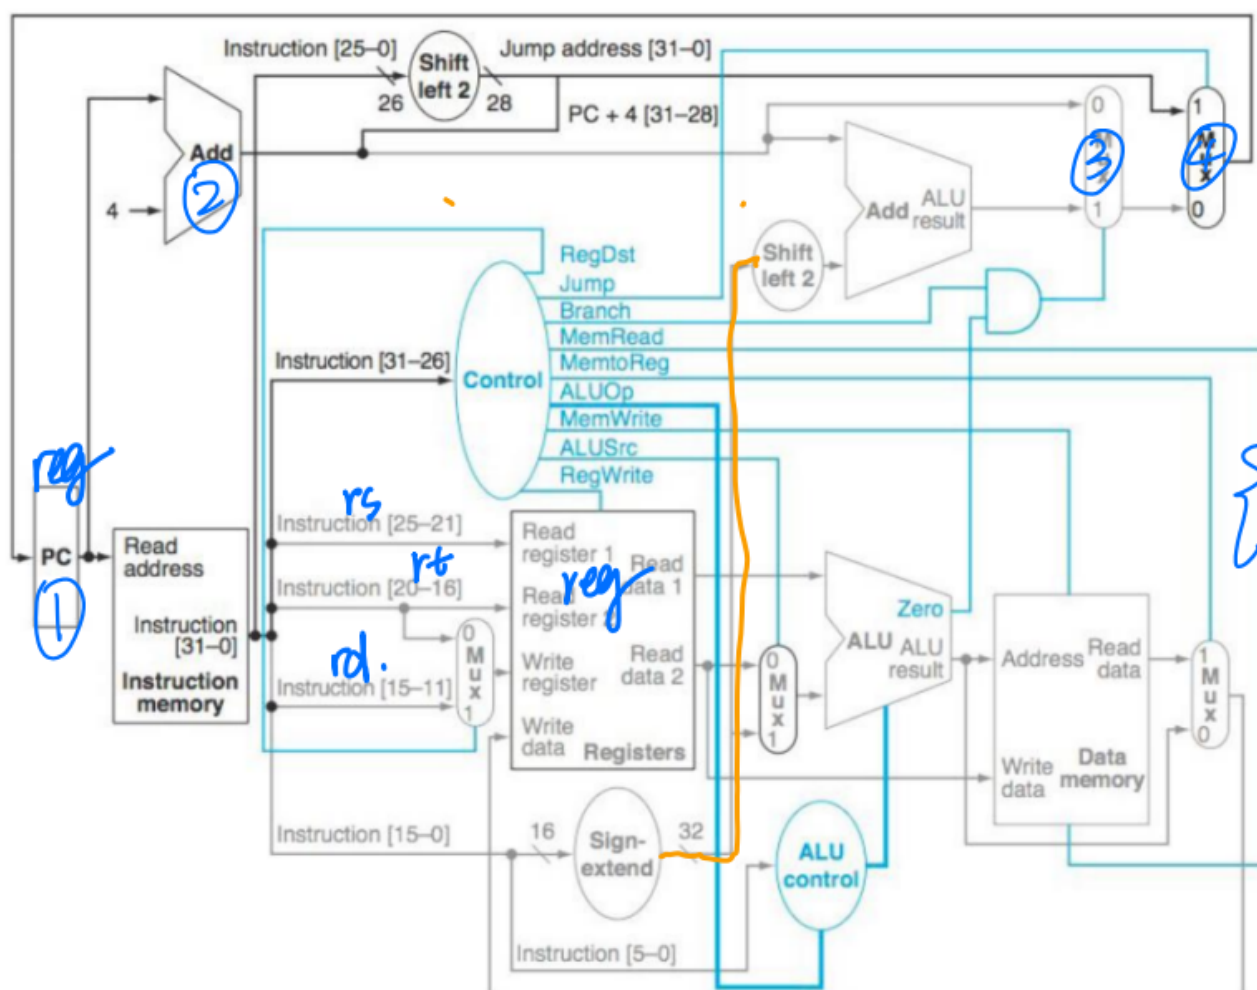 Instruction [25–0]
Shift left 2
Jump address [31–0]
26
28
PC + 4 [31–28]
Add
2
4
0
Mux
1
3
1
Mux
0
4
Add
ALU result
Shift left 2
RegDst
Jump
Branch
MemRead
MemtoReg
ALUOp
MemWrite
ALUSrc
RegWrite
Instruction [31–26]
Control
reg
PC
1
Read address
Instruction [31–0]
Instruction memory
rs
Instruction [25–21]
rt
Instruction [20–16]
rd.
Instruction [15–11]
0
Mux
1
Read register 1
Read register 2
Write register
Write data
reg
Read data 1
Read data 2
Registers
0
Mux
1
Zero
ALU
ALU result
Address
Read data
Write data
Data memory
1
Mux
0
Instruction [15–0]
16
Sign-extend
32
ALU control
Instruction [5–0]